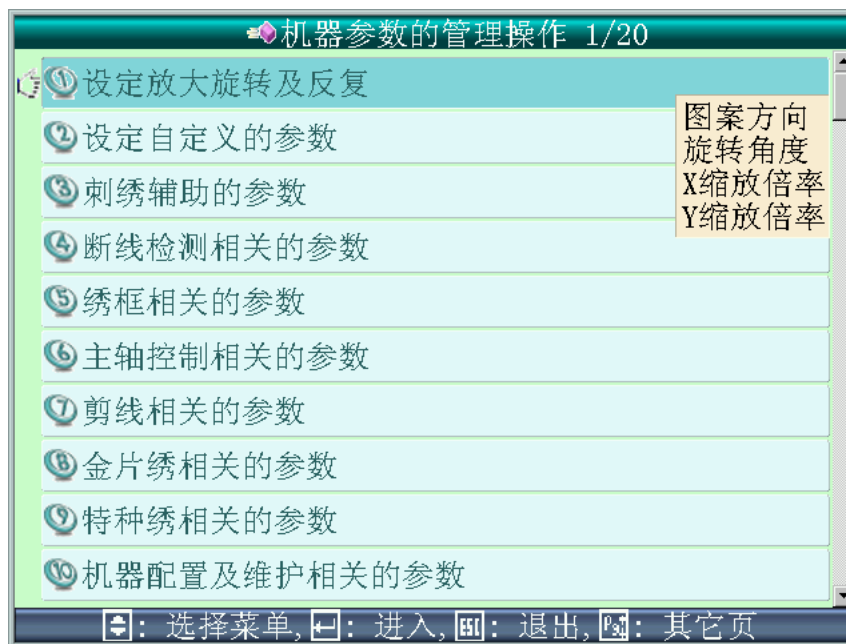 机器参数的管理操作 1/20
① 设定放大旋转及反复
② 设定自定义的参数
③ 刺绣辅助的参数
④ 断线检测相关的参数
⑤ 绣框相关的参数
⑥ 主轴控制相关的参数
⑦ 剪线相关的参数
⑧ 金片绣相关的参数
⑨ 特种绣相关的参数
⑩ 机器配置及维护相关的参数
图案方向
旋转角度
X缩放倍率
Y缩放倍率
: 选择菜单, : 进入, ESC: 退出, : 其它页